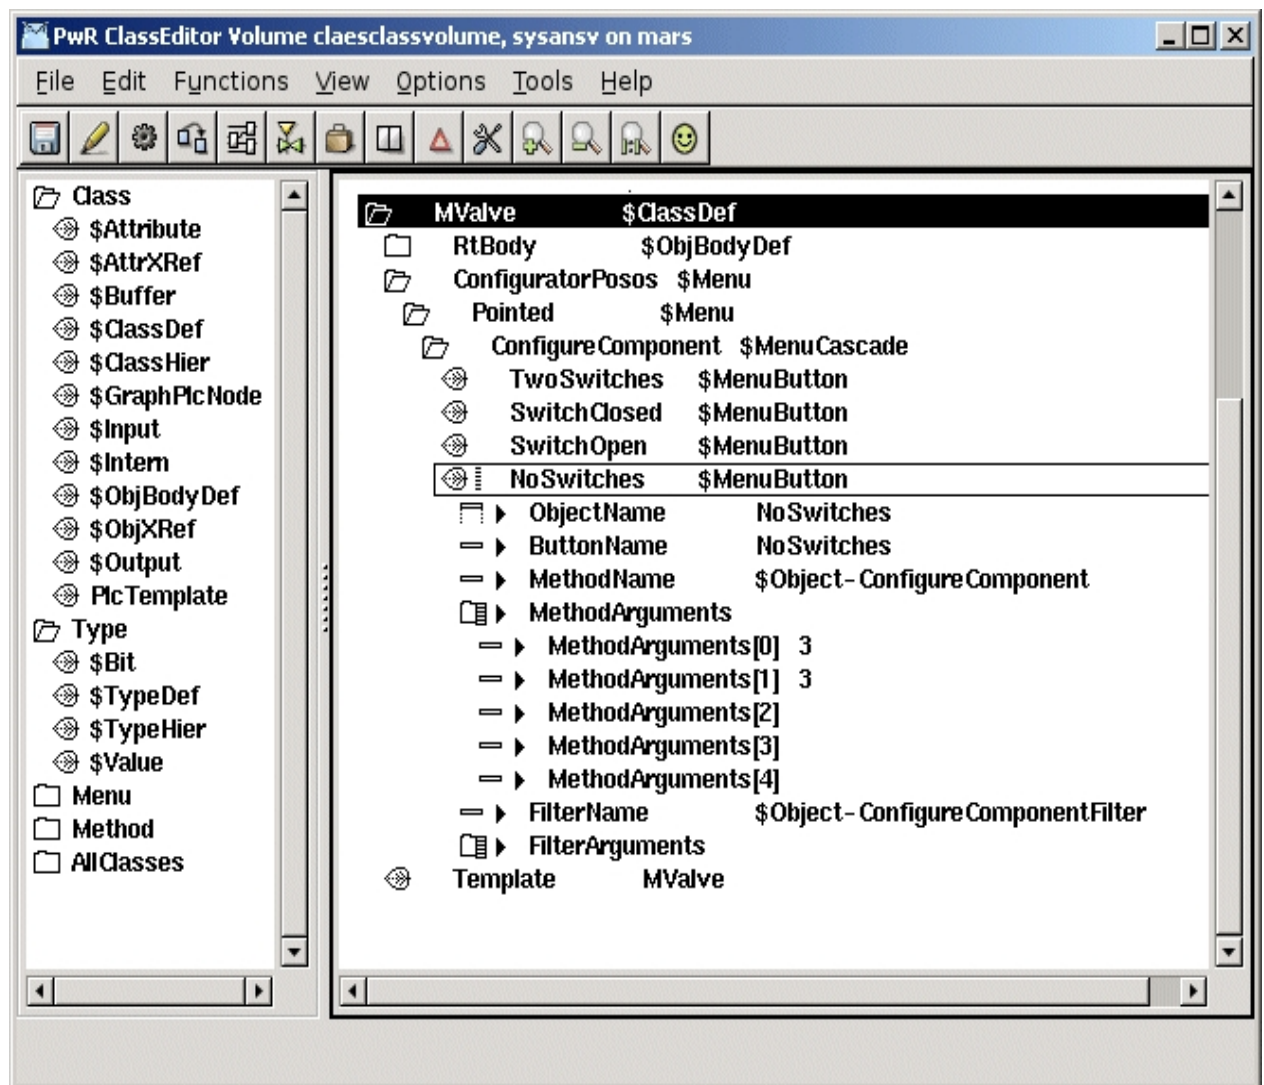 PwR ClassEditor Volume claesclassvolume, sysansv on mars
File Edit Functions View Options Tools Help
Class
$Attribute
$AttrXRef
$Buffer
$ClassDef
$ClassHier
$GraphPlcNode
$Input
$Intern
$ObjBodyDef
$ObjXRef
$Output
PlcTemplate
Type
$Bit
$TypeDef
$TypeHier
$Value
Menu
Method
AllClasses
MValve $ClassDef
RtBody $ObjBodyDef
ConfiguratorPosos $Menu
Pointed $Menu
ConfigureComponent $MenuCascade
TwoSwitches $MenuButton
SwitchClosed $MenuButton
SwitchOpen $MenuButton
NoSwitches $MenuButton
ObjectName NoSwitches
ButtonName NoSwitches
MethodName $Object-ConfigureComponent
MethodArguments
MethodArguments[0] 3
MethodArguments[1] 3
MethodArguments[2]
MethodArguments[3]
MethodArguments[4]
FilterName $Object-ConfigureComponentFilter
FilterArguments
Template MValve